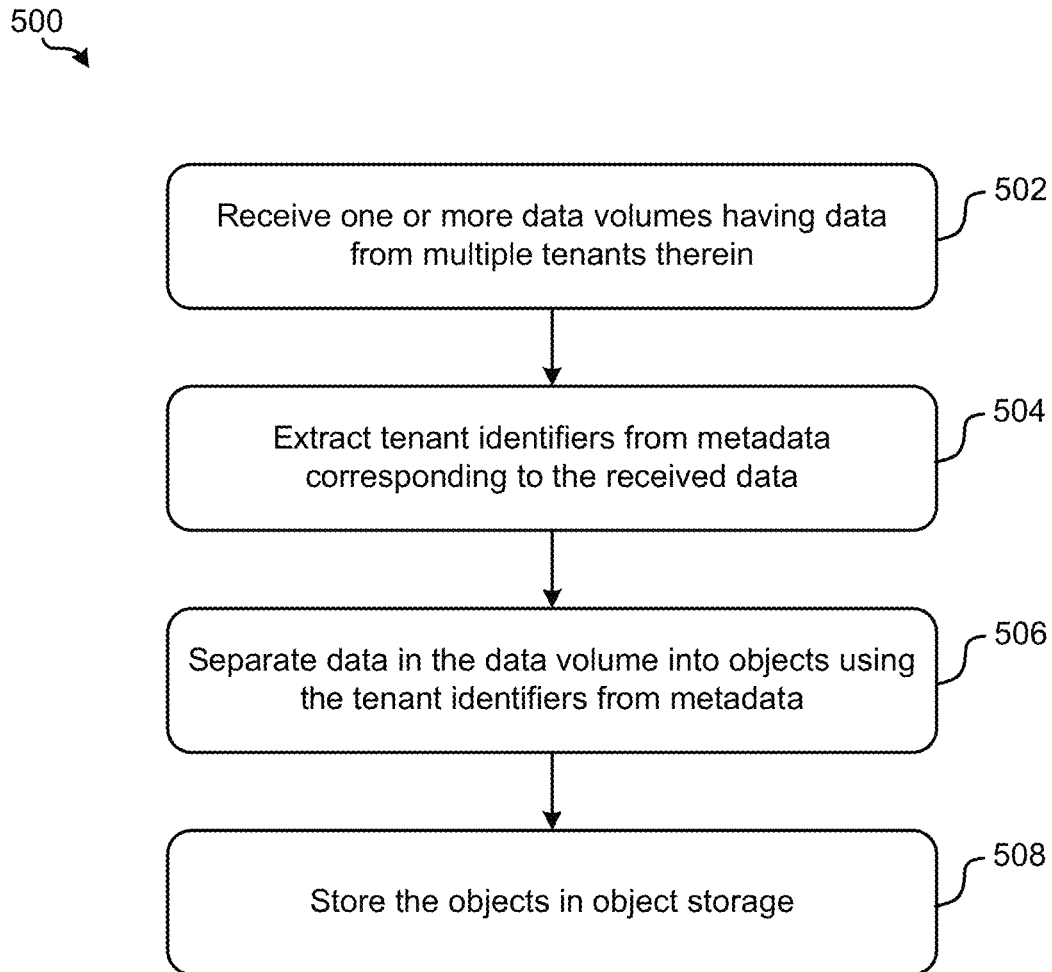 500
Receive one or more data volumes having data
from multiple tenants therein
502
Extract tenant identifiers from metadata
corresponding to the received data
504
Separate data in the data volume into objects using
the tenant identifiers from metadata
506
Store the objects in object storage
508